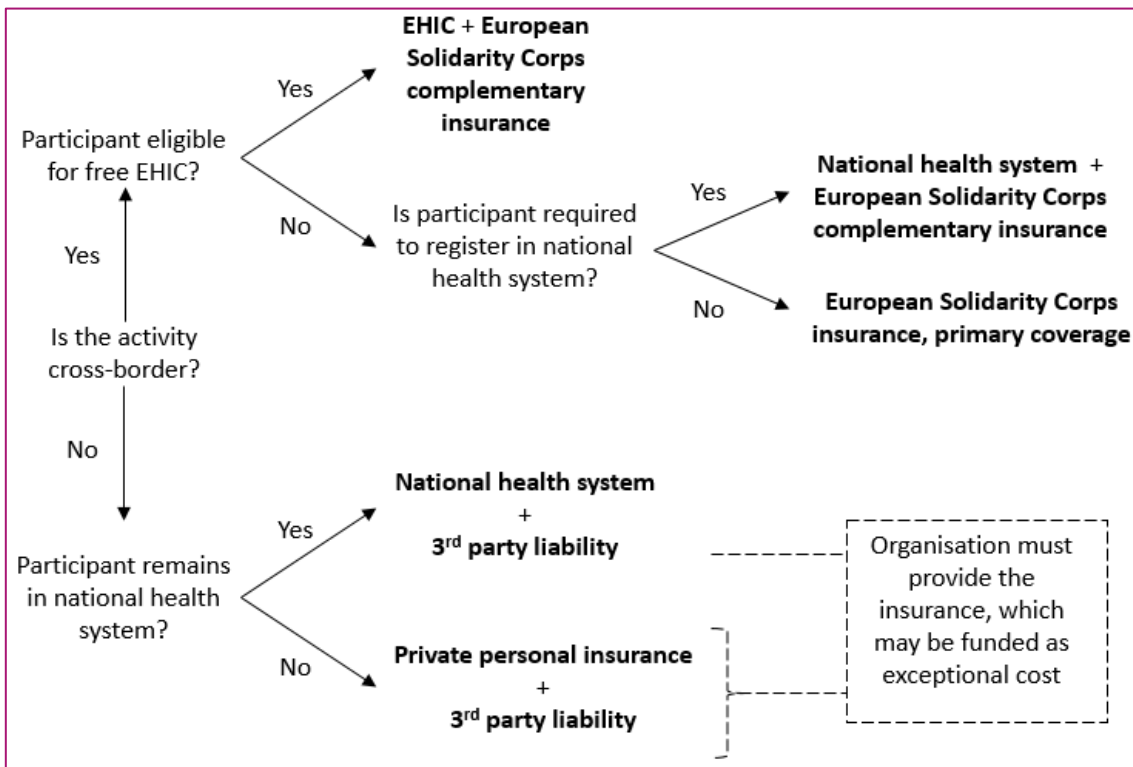 EHIC + European
Solidarity Corps
complementary
insurance
Yes
Participant eligible
for free EHIC?
No
Is participant required
to register in national
health system?
Yes
National health system +
European Solidarity Corps
complementary insurance
No
European Solidarity Corps
insurance, primary coverage
Yes
Is the activity
cross-border?
No
Participant remains
in national health
system?
Yes
National health system
+
3rd party liability
No
Private personal insurance
+
3rd party liability
Organisation must
provide the
insurance, which
may be funded as
exceptional cost